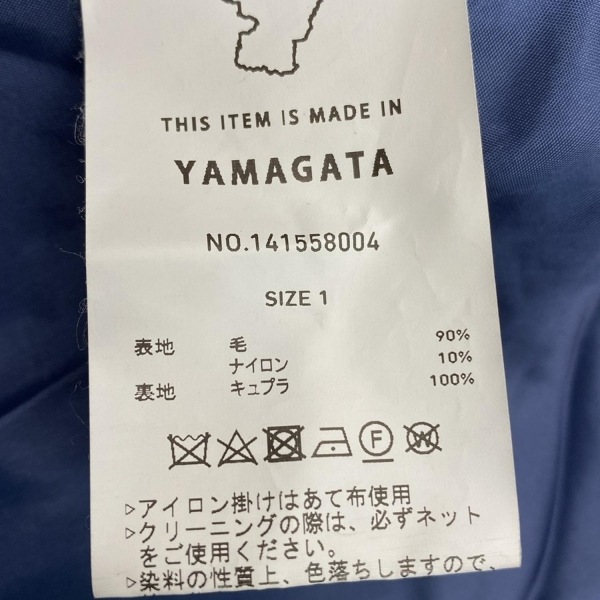 THIS ITEM IS MADE IN
YAMAGATA
NO.141558004
SIZE 1
表地 毛 90%
ナイロン 10%
裏地 キュプラ 100%
F W
▷アイロン掛けはあて布使用
▷クリーニングの際は、必ずネット
をご使用ください。
▷染料の性質上、色落ちしますので、